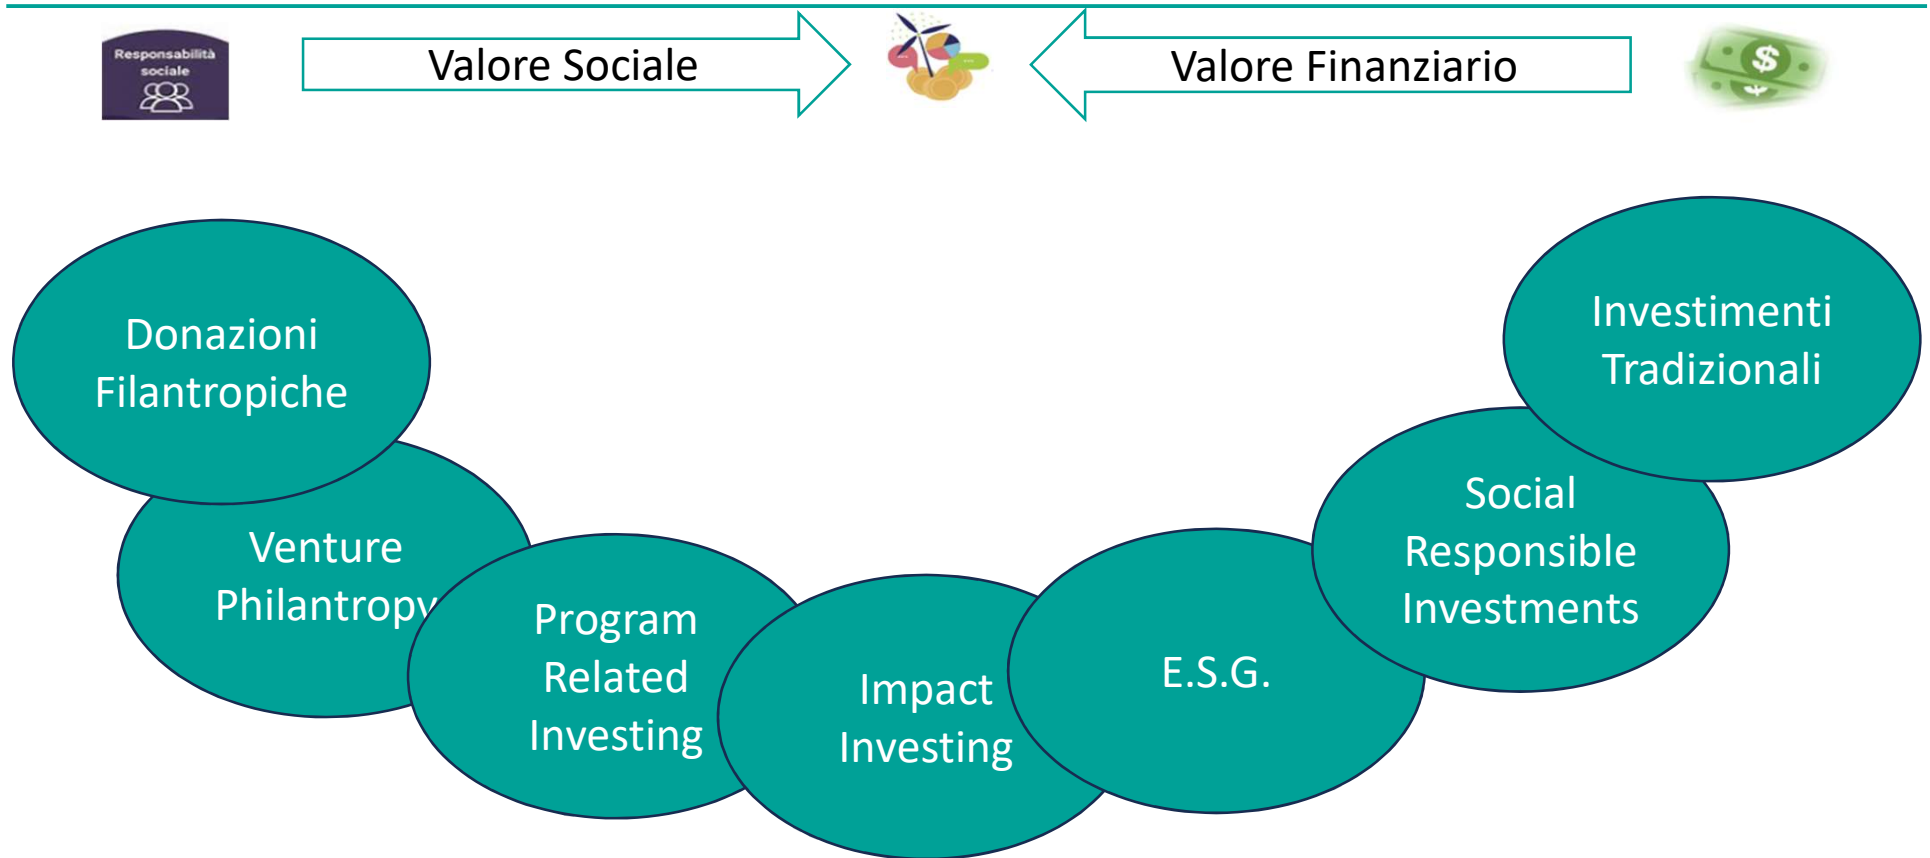 Responsabilità
sociale
Valore Sociale
Valore Finanziario
$
Donazioni
Filantropiche
Venture
Philantropy
Program
Related
Investing
Impact
Investing
E.S.G.
Social
Responsible
Investments
Investimenti
Tradizionali